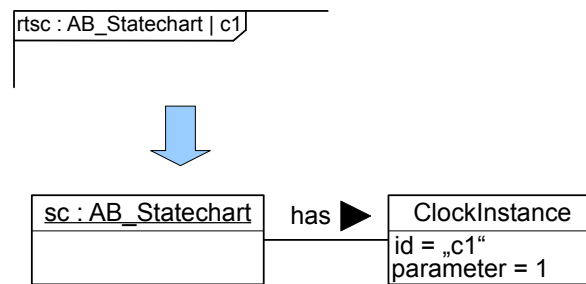 rtsc : AB_Statechart | c1
sc : AB_Statechart
has ▶
ClockInstance
id = „c1“
parameter = 1